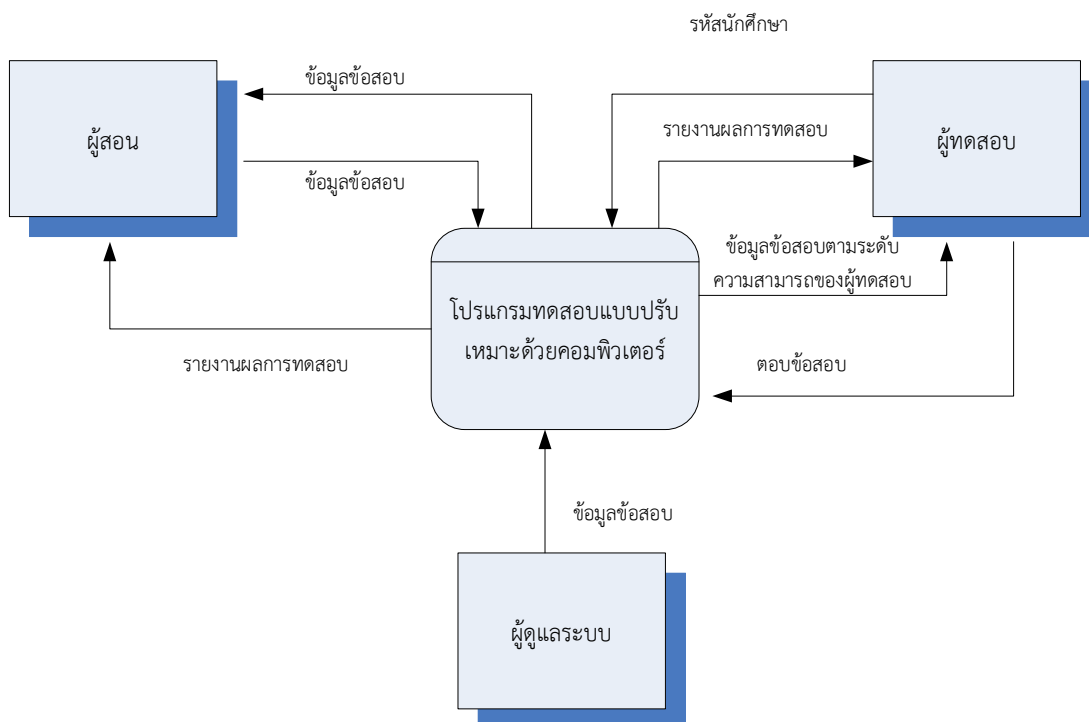 รหัสนักศึกษา
ข้อมูลข้อสอบ
ผู้สอน
ข้อมูลข้อสอบ
รายงานผลการทดสอบ
ผู้ทดสอบ
ข้อมูลข้อสอบตามระดับ
ความสามารถของผู้ทดสอบ
โปรแกรมทดสอบแบบปรับ
เหมาะด้วยคอมพิวเตอร์
รายงานผลการทดสอบ
ตอบข้อสอบ
ข้อมูลข้อสอบ
ผู้ดูแลระบบ